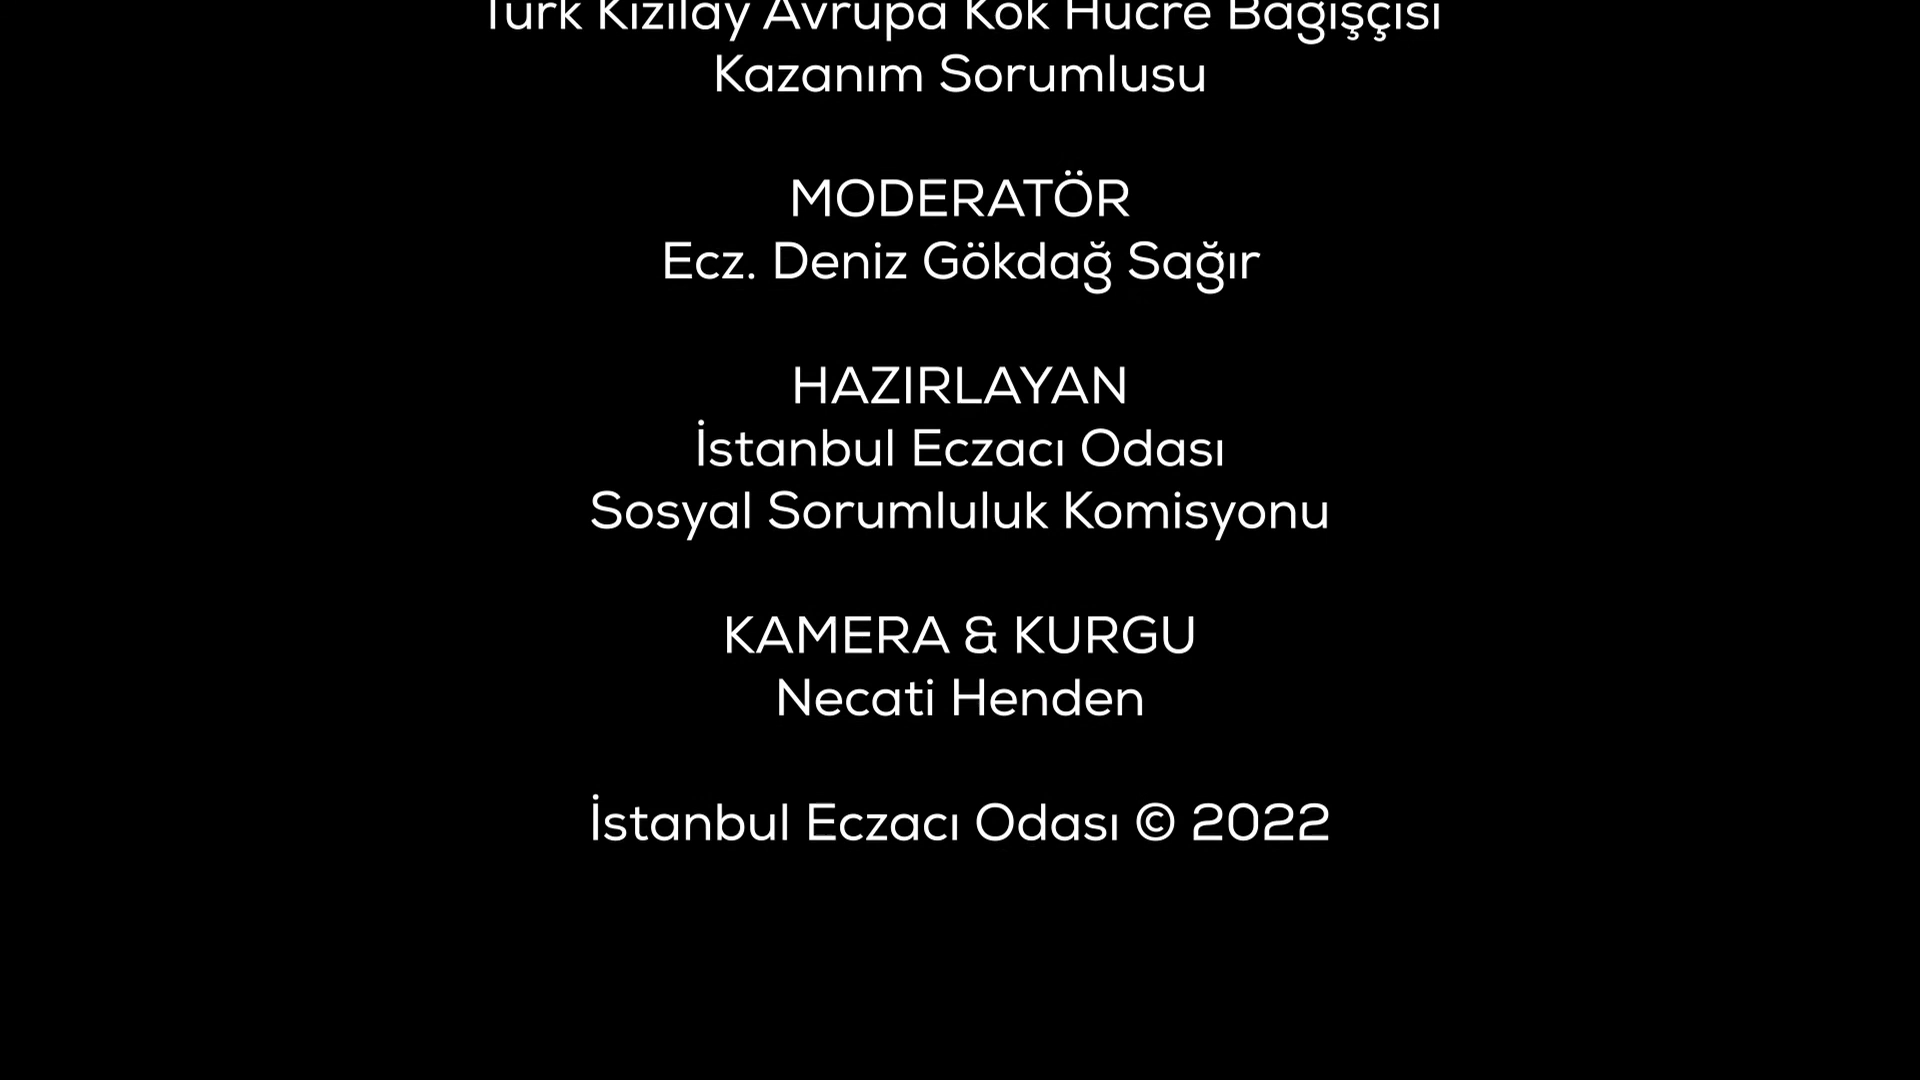 Türk Kızılay Avrupa Kök Hücre Bağışçısı
Kazanım Sorumlusu
MODERATÖR
Ecz. Deniz Gökdağ Sağır
HAZIRLAYAN
İstanbul Eczacı Odası
Sosyal Sorumluluk Komisyonu
KAMERA & KURGU
Necati Henden
İstanbul Eczacı Odası © 2022